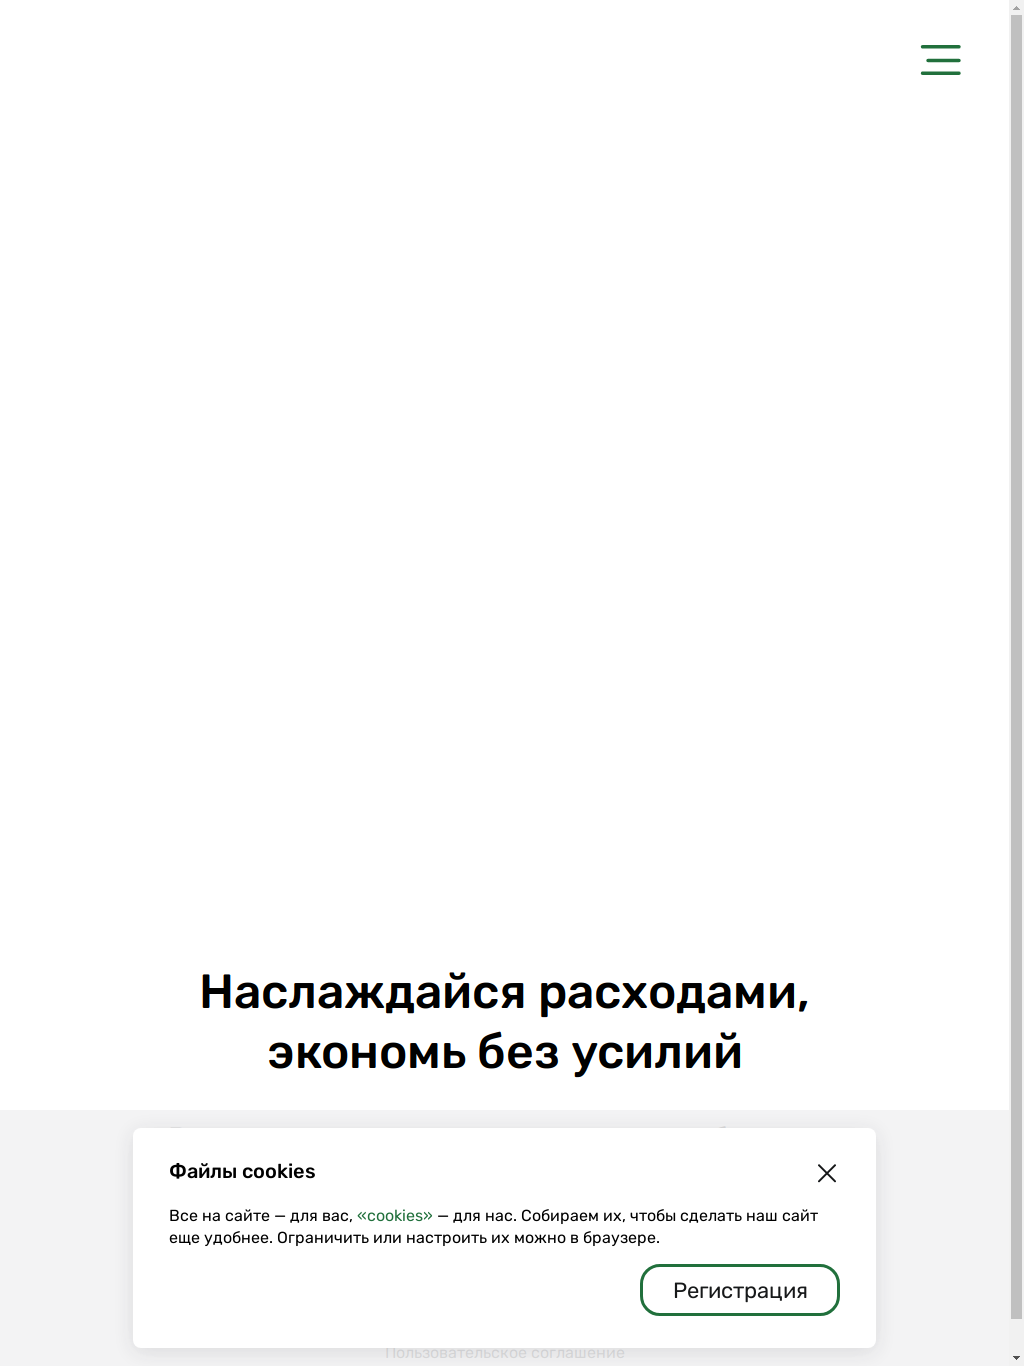 Наслаждайся расходами,
экономь без усилий
Файлы cookies
Все на сайте — для вас, «cookies» — для нас. Собираем их, чтобы сделать наш сайт
еще удобнее. Ограничить или настроить их можно в браузере.
Регистрация
Пользовательское соглашение